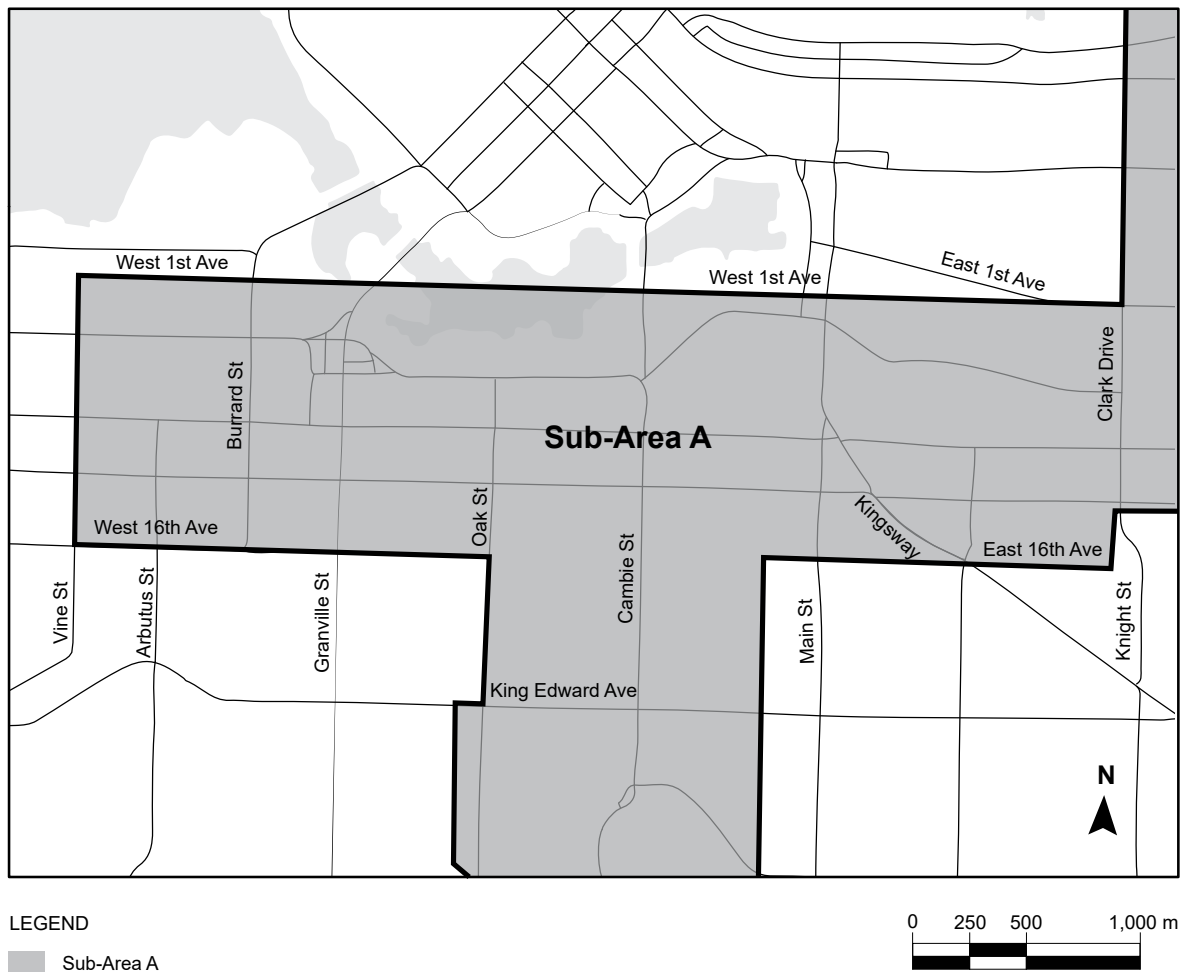 West 1st Ave
West 1st Ave
East 1st Ave
Burrard St
Clark Drive
Sub-Area A
Oak St
West 16th Ave
Kingsway
East 16th Ave
Cambie St
Vine St
Arbutus St
Granville St
Main St
Knight St
King Edward Ave
N
LEGEND
Sub-Area A
0 250 500 1,000 m